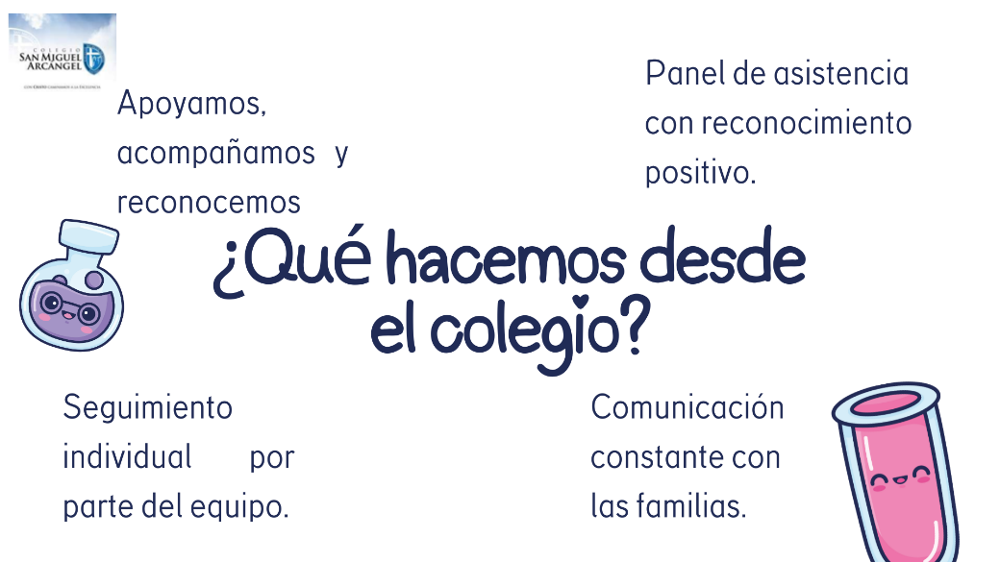 COLEGIO
SAN MIGUEL
ARCÁNGEL
Apoyamos,
acompañamos y
reconocemos
Panel de asistencia
con reconocimiento
positivo.
¿Qué hacemos desde
el colegio?
Seguimiento
individual por
parte del equipo.
Comunicación
constante con
las familias.